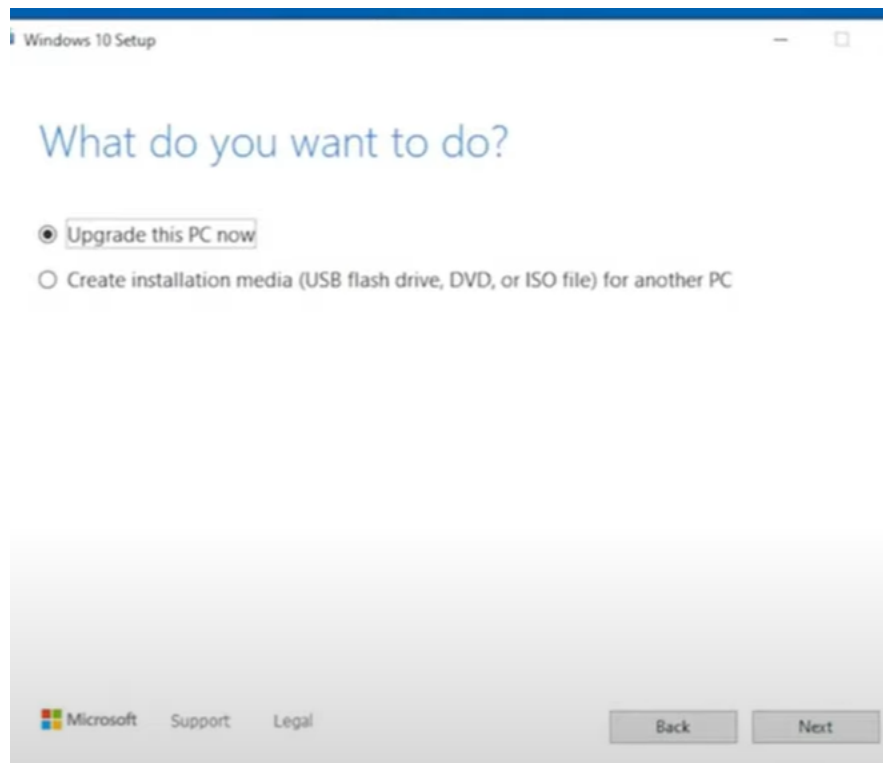 Windows 10 Setup
What do you want to do?
Upgrade this PC now
Create installation media (USB flash drive, DVD, or ISO file) for another PC
Microsoft Support Legal Back Next